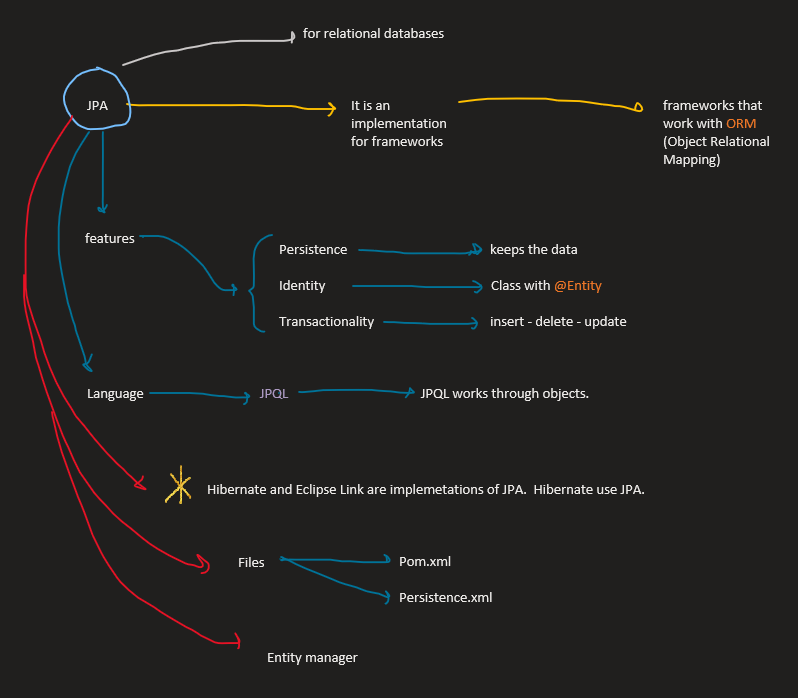 for relational databases
JPA
It is an
implementation
for frameworks
frameworks that
work with ORM
(Object Relational
Mapping)
features
Persistence
keeps the data
Identity
Class with @Entity
Transactionality
insert - delete - update
Language
JPQL
JPQL works through objects.
Hibernate and Eclipse Link are implemetations of JPA.  Hibernate use JPA.
Files
Pom.xml
Persistence.xml
Entity manager